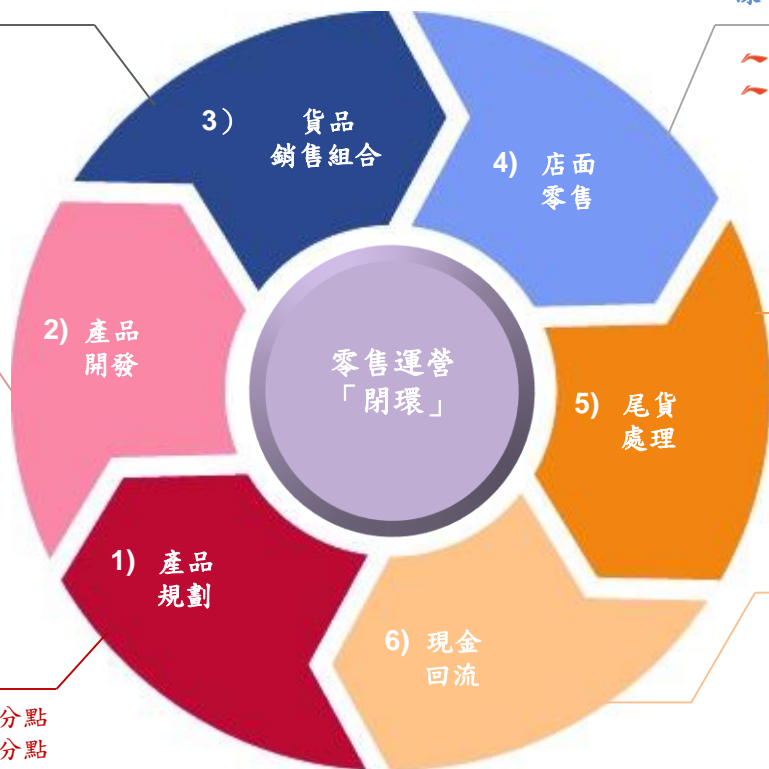 3） 貨品
銷售組合
4) 店面
零售
2) 產品
開發
零售運營
「閉環」
5) 尾貨
處理
1) 產品
規劃
6) 現金
回流
分點
分點